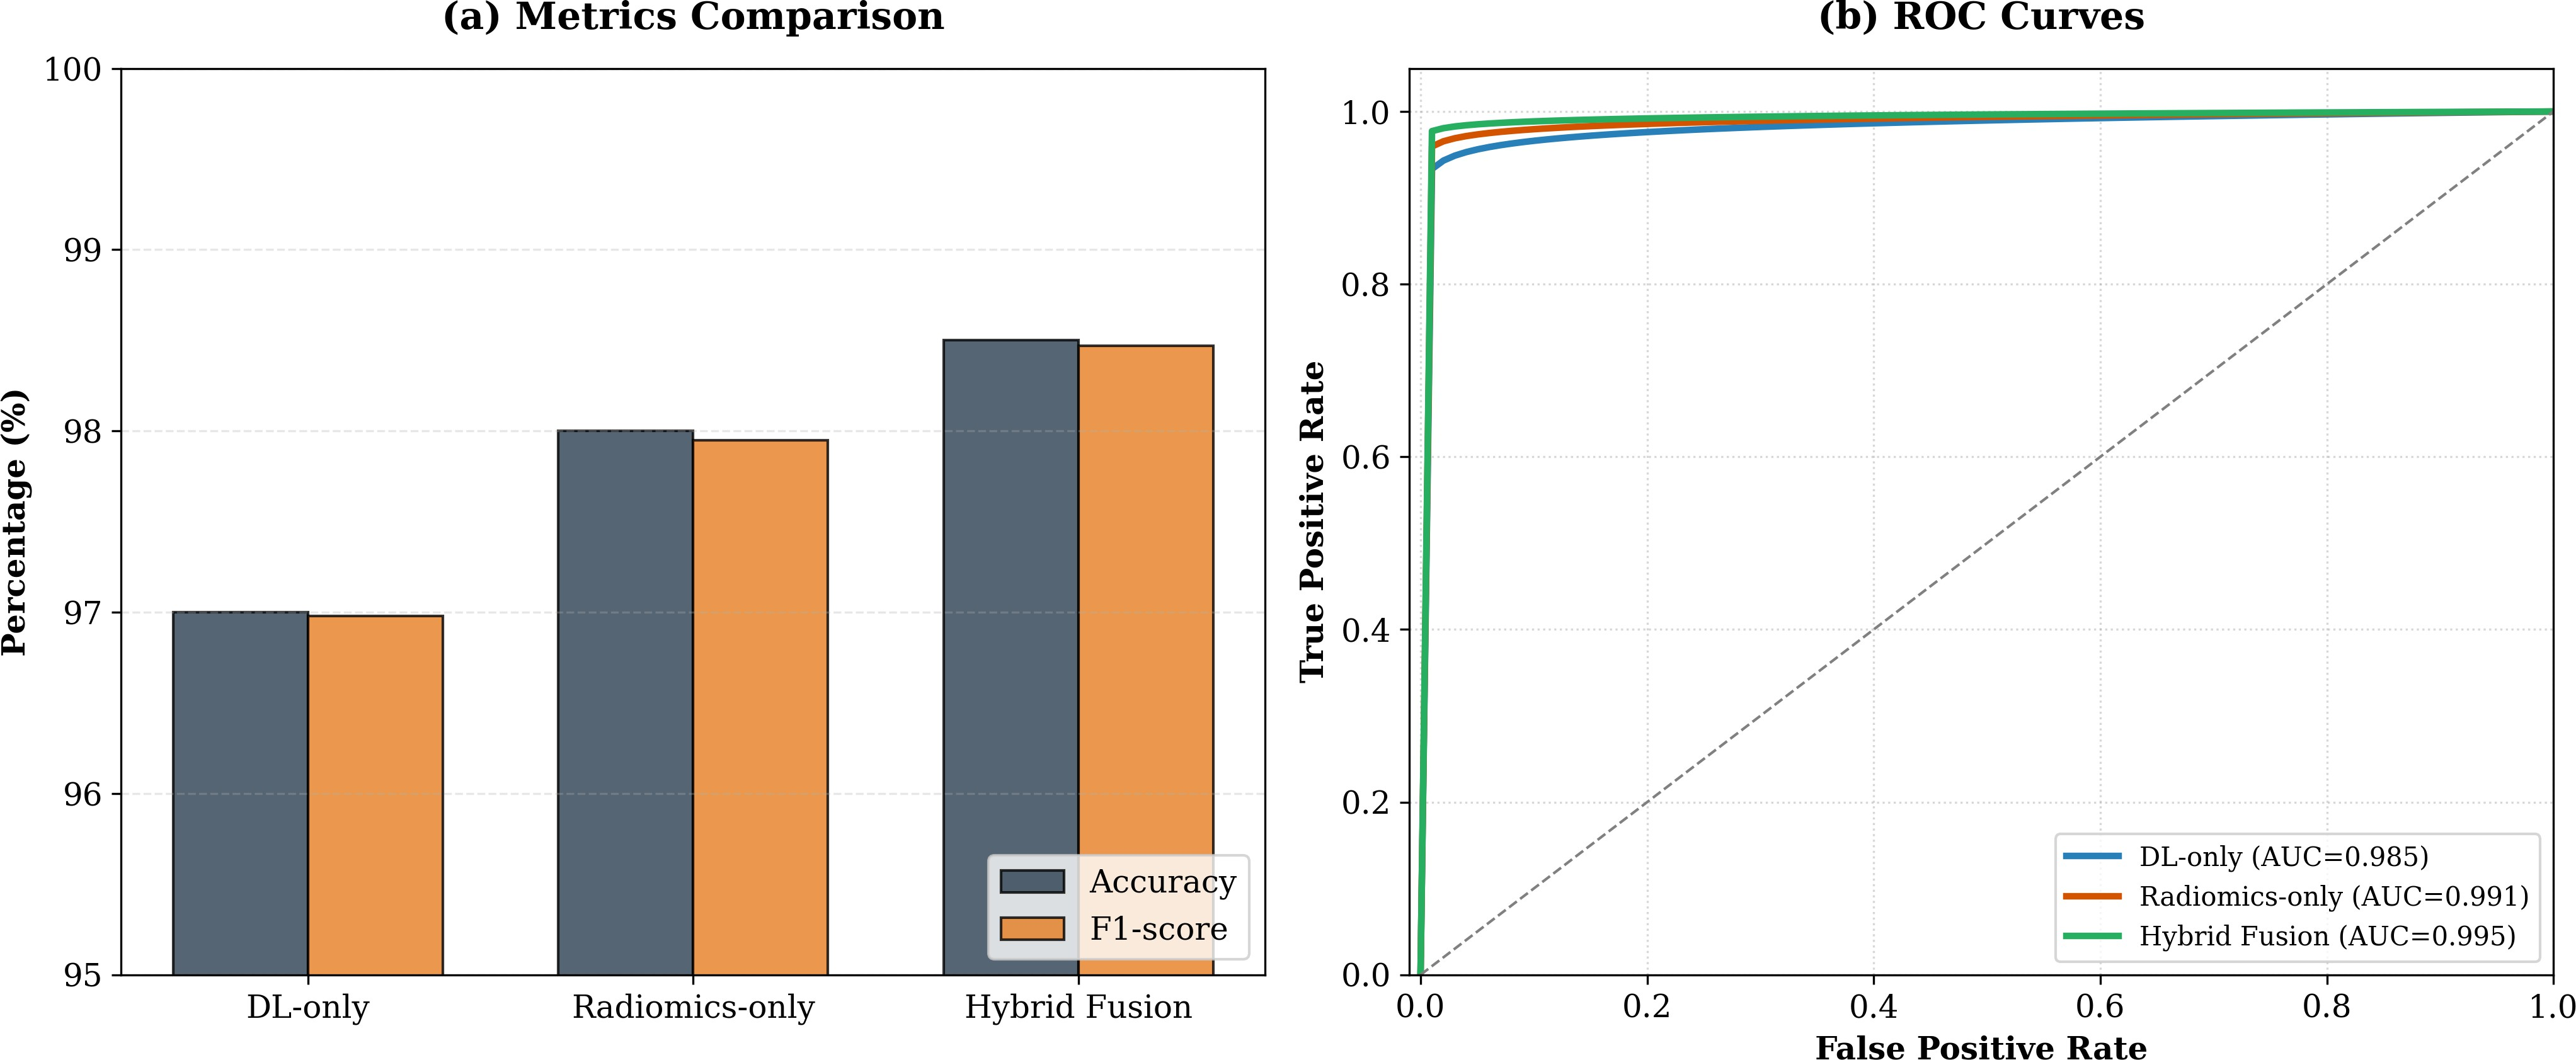 (a) Metrics Comparison
Percentage (%)
100
99
98
97
96
95
DL-only
Radiomics-only
Hybrid Fusion
Accuracy
F1-score
(b) ROC Curves
True Positive Rate
1.0
0.8
0.6
0.4
0.2
0.0
0.0
0.2
0.4
0.6
0.8
1.0
False Positive Rate
DL-only (AUC=0.985)
Radiomics-only (AUC=0.991)
Hybrid Fusion (AUC=0.995)